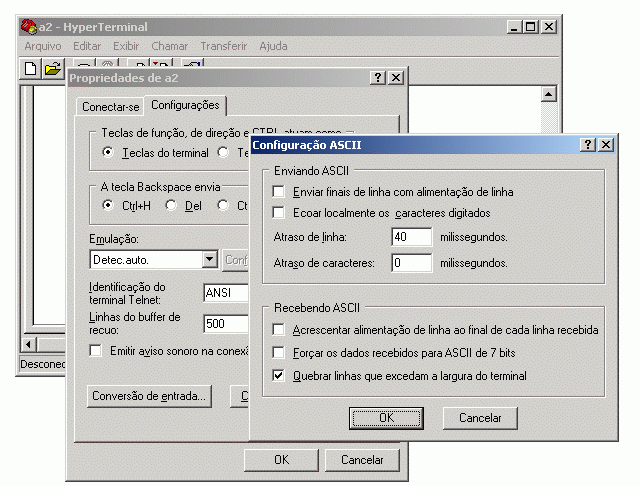 a2 - HyperTerminal
Arquivo Editar Exibir Chamar Transferir Ajuda
Propriedades de a2
Conectar-se Configurações
Teclas de função, de direção e CTRL atuam como
Teclas do terminal
A tecla Backspace envia
Ctrl+H Del
Emulação:
Detec.auto.
Identificação do
terminal Telnet:
ANSI
Linhas do buffer de
recuo:
500
Emitir aviso sonoro na
Conversão de entrada...
OK Cancelar
Configuração ASCII
Enviando ASCII
Enviar finais de linha com alimentação de linha
Ecoar localmente os caracteres digitados
Atraso de linha: 40 milissegundos.
Atraso de caracteres: 0 milissegundos.
Recebendo ASCII
Acrescentar alimentação de linha ao final de cada linha recebida
Forçar os dados recebidos para ASCII de 7 bits
Quebrar linhas que excedam a largura do terminal
OK Cancelar